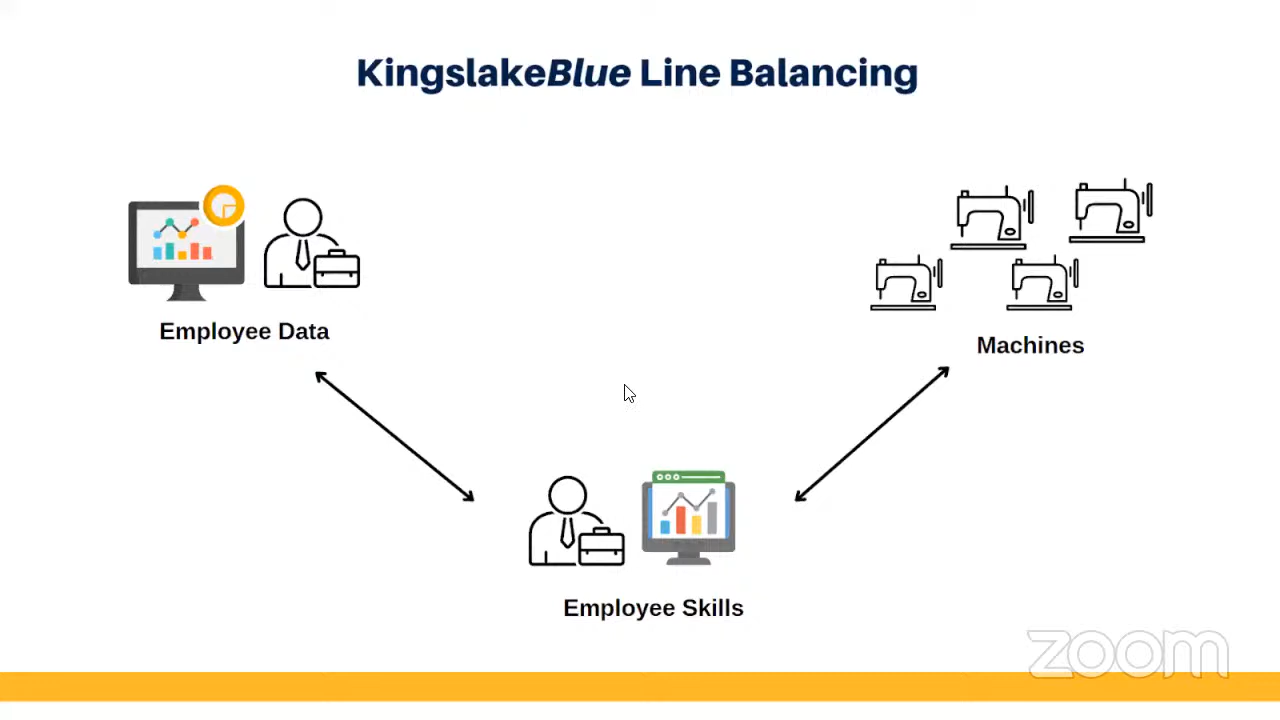 KingslakeBlue Line Balancing
Employee Data
Machines
Employee Skills
zoom